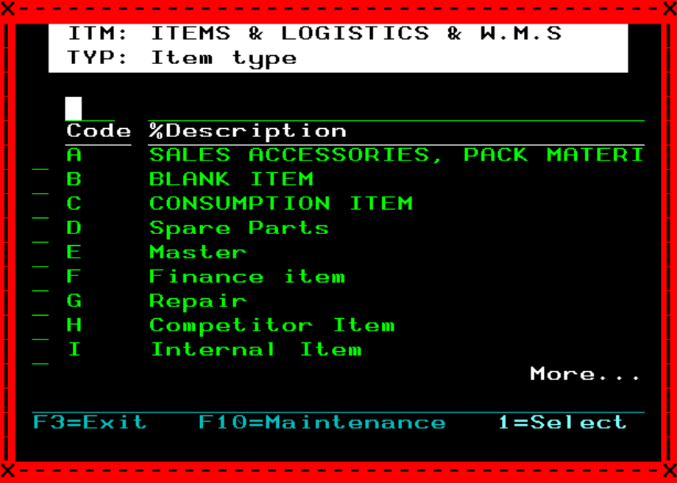 ITM: ITEMS & LOGISTICS & W.M.S
TYP: Item type
Code %Description
A SALES ACCESSORIES, PACK MATERI
B BLANK ITEM
C CONSUMPTION ITEM
D Spare Parts
E Master
F Finance item
G Repair
H Competitor Item
I Internal Item
More...
F3=Exit F10=Maintenance 1=Select